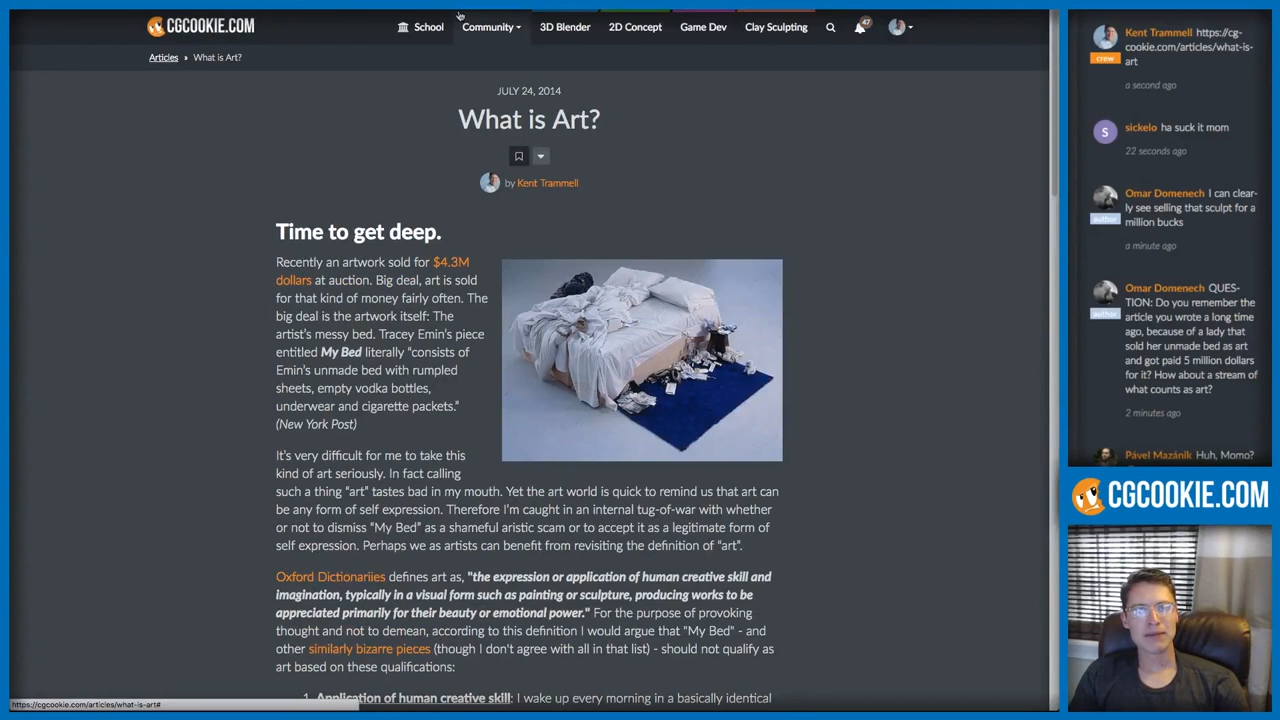 CGCOOKIE.COM
School
Community
3D Blender
2D Concept
Game Dev
Clay Sculpting
47
Articles » What is Art?
JULY 24, 2014
What is Art?
by Kent Trammell
Time to get deep.
Recently an artwork sold for $4.3M
dollars at auction. Big deal, art is sold
for that kind of money fairly often. The
big deal is the artwork itself: The
artist's messy bed. Tracey Emin's piece
entitled My Bed literally "consists of
Emin's unmade bed with rumpled
sheets, empty vodka bottles,
underwear and cigarette packets."
(New York Post)
It's very difficult for me to take this
kind of art seriously. In fact calling
such a thing "art" tastes bad in my mouth. Yet the art world is quick to remind us that art can
be any form of self expression. Therefore I'm caught in an internal tug-of-war with whether
or not to dismiss "My Bed" as a shameful aristic scam or to accept it as a legitimate form of
self expression. Perhaps we as artists can benefit from revisiting the definition of "art".
Oxford Dictionariies defines art as, "the expression or application of human creative skill and
imagination, typically in a visual form such as painting or sculpture, producing works to be
appreciated primarily for their beauty or emotional power." For the purpose of provoking
thought and not to demean, according to this definition I would argue that "My Bed" - and
other similarly bizarre pieces (though I don't agree with all in that list) - should not qualify as
art based on these qualifications:
1. Application of human creative skill: I wake up every morning in a basically identical
https://cgcookie.com/articles/what-is-art#
Kent Trammell https://cg-
cookie.com/articles/what-is-
art
crew
a second ago
S
sickelo ha suck it mom
22 seconds ago
Omar Domenech I can clear-
ly see selling that sculpt for a
million bucks
author
a minute ago
Omar Domenech QUES-
TION: Do you remember the
article you wrote a long time
ago, because of a lady that
sold her unmade bed as art
and got paid 5 million dollars
for it? How about a stream of
what counts as art?
author
2 minutes ago
Pável Mazánik Huh, Momo?
CGCOOKIE.COM